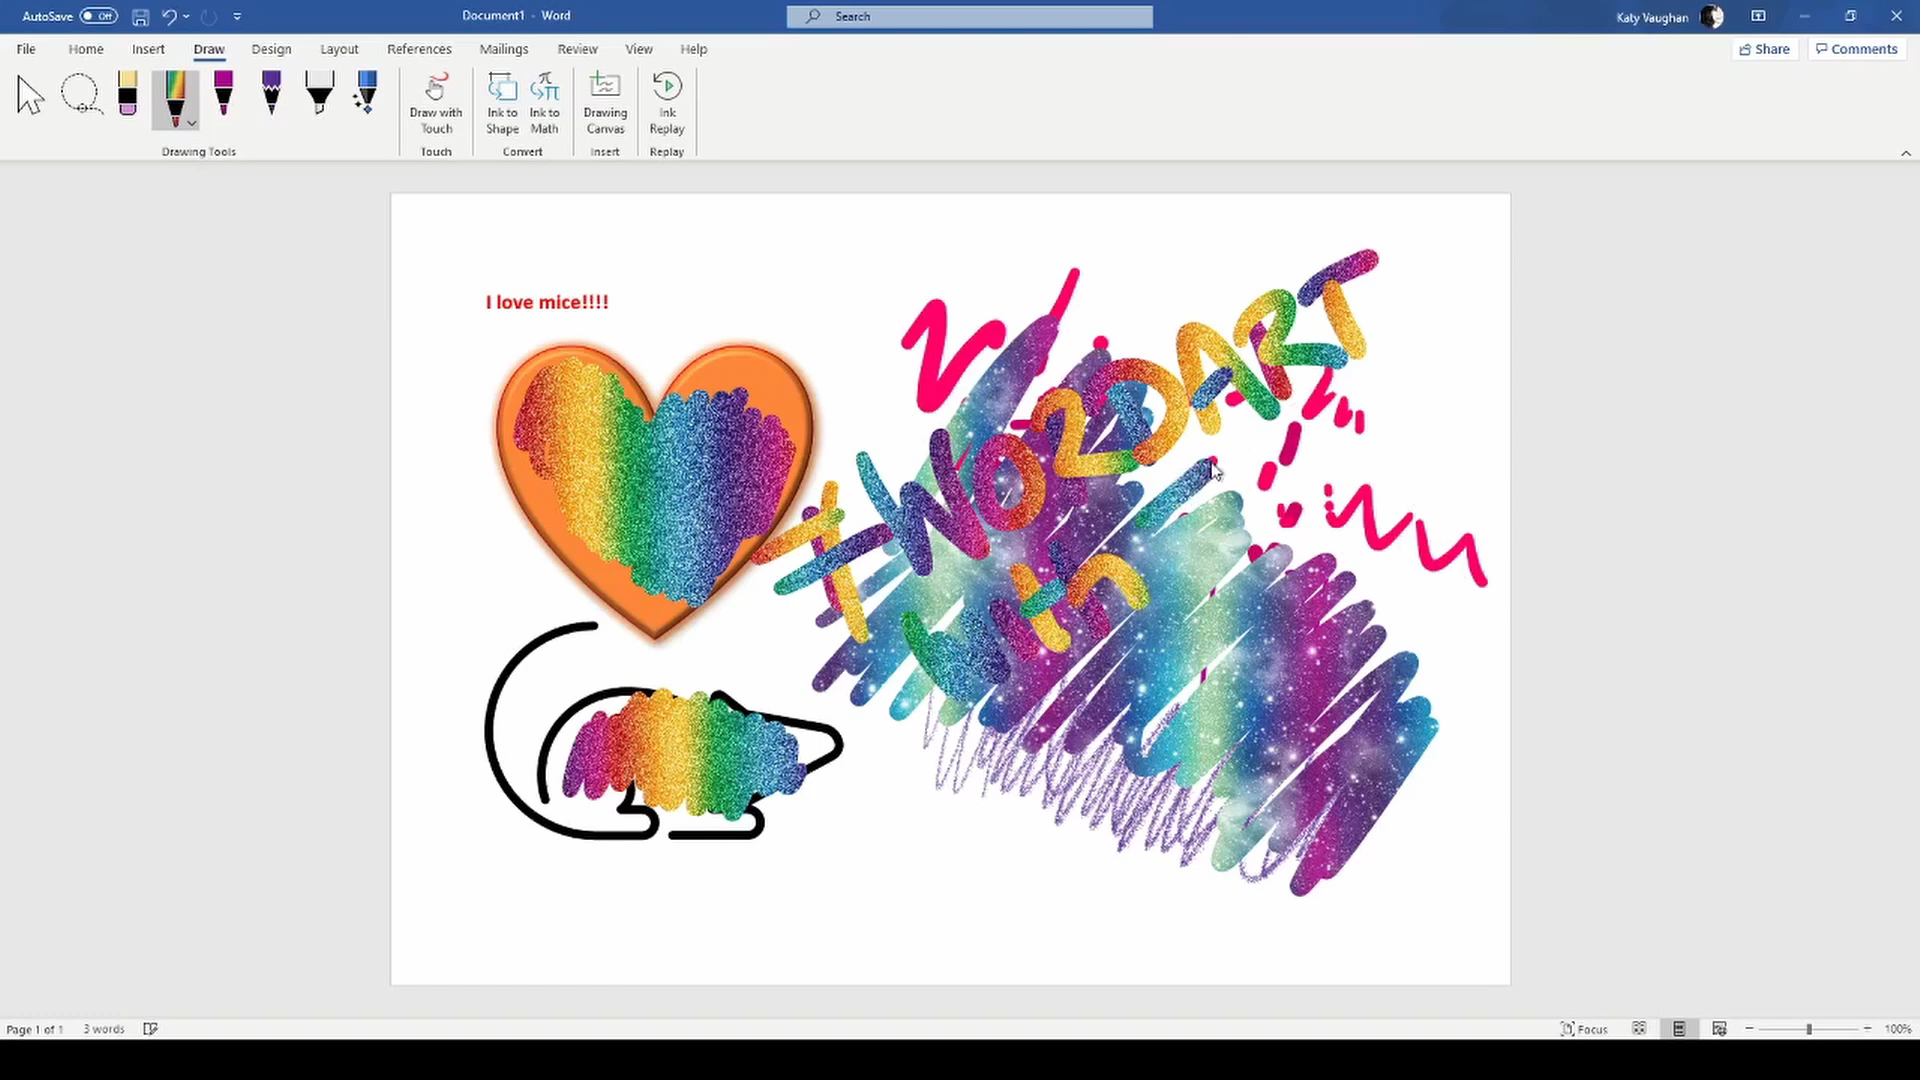 AutoSave Off
Document1 - Word
Search
Katy Vaughan
File Home Insert Draw Design Layout References Mailings Review View Help
Share Comments
Draw with Touch
Ink to Shape
Ink to Math
Drawing Canvas
Ink Replay
Drawing Tools Touch Convert Insert Replay
I love mice!!!!
#WORDART
with
Page 1 of 1 3 words
Focus
100%